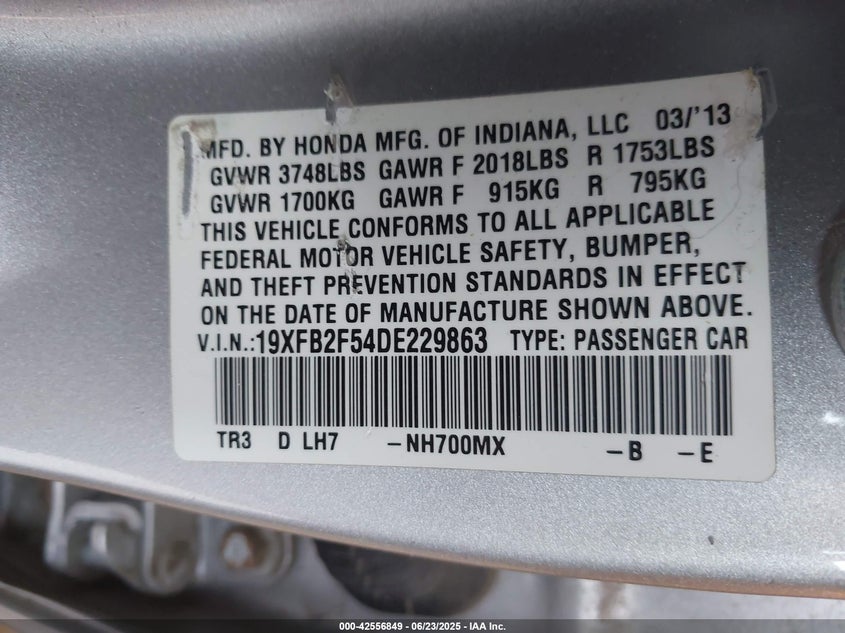 MFD. BY HONDA MFG. OF INDIANA, LLC 03/'13
GVWR 3748LBS GAWR F 2018LBS R 1753LBS
GVWR 1700KG GAWR F 915KG R 795KG
THIS VEHICLE CONFORMS TO ALL APPLICABLE
FEDERAL MOTOR VEHICLE SAFETY, BUMPER,
AND THEFT PREVENTION STANDARDS IN EFFECT
ON THE DATE OF MANUFACTURE SHOWN ABOVE.
V.I.N.:19XFB2F54DE229863 TYPE: PASSENGER CAR
TR3 D LH7 –NH700MX –B –E
000-42556849 - 06/23/2025 - IAA Inc.